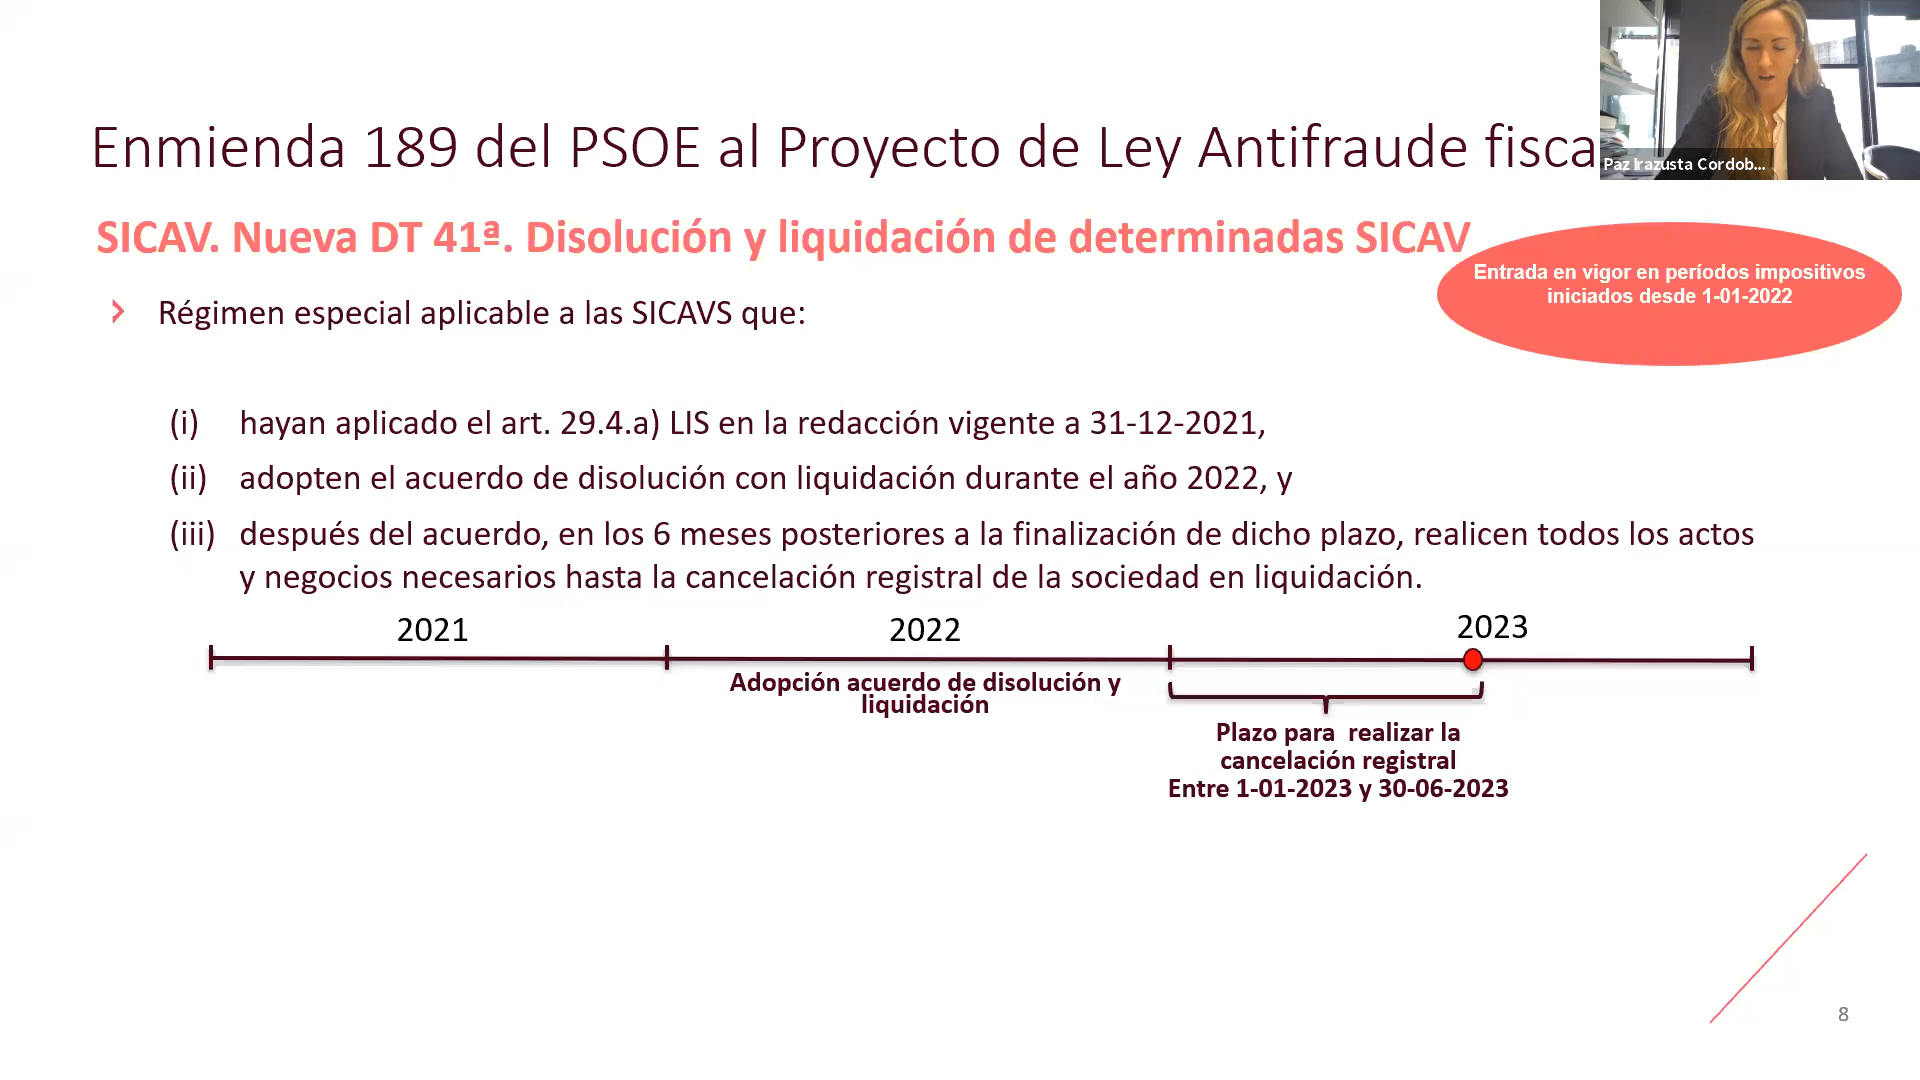 Enmienda 189 del PSOE al Proyecto de Ley Antifraude fisca
Paz Irazusta Cordob...
SICAV. Nueva DT 41ª. Disolución y liquidación de determinadas SICAV
Entrada en vigor en períodos impositivos
iniciados desde 1-01-2022
Régimen especial aplicable a las SICAVS que:
(i) hayan aplicado el art. 29.4.a) LIS en la redacción vigente a 31-12-2021,
(ii) adopten el acuerdo de disolución con liquidación durante el año 2022, y
(iii) después del acuerdo, en los 6 meses posteriores a la finalización de dicho plazo, realicen todos los actos
y negocios necesarios hasta la cancelación registral de la sociedad en liquidación.
2021 2022 2023
Adopción acuerdo de disolución y
liquidación
Plazo para realizar la
cancelación registral
Entre 1-01-2023 y 30-06-2023
8